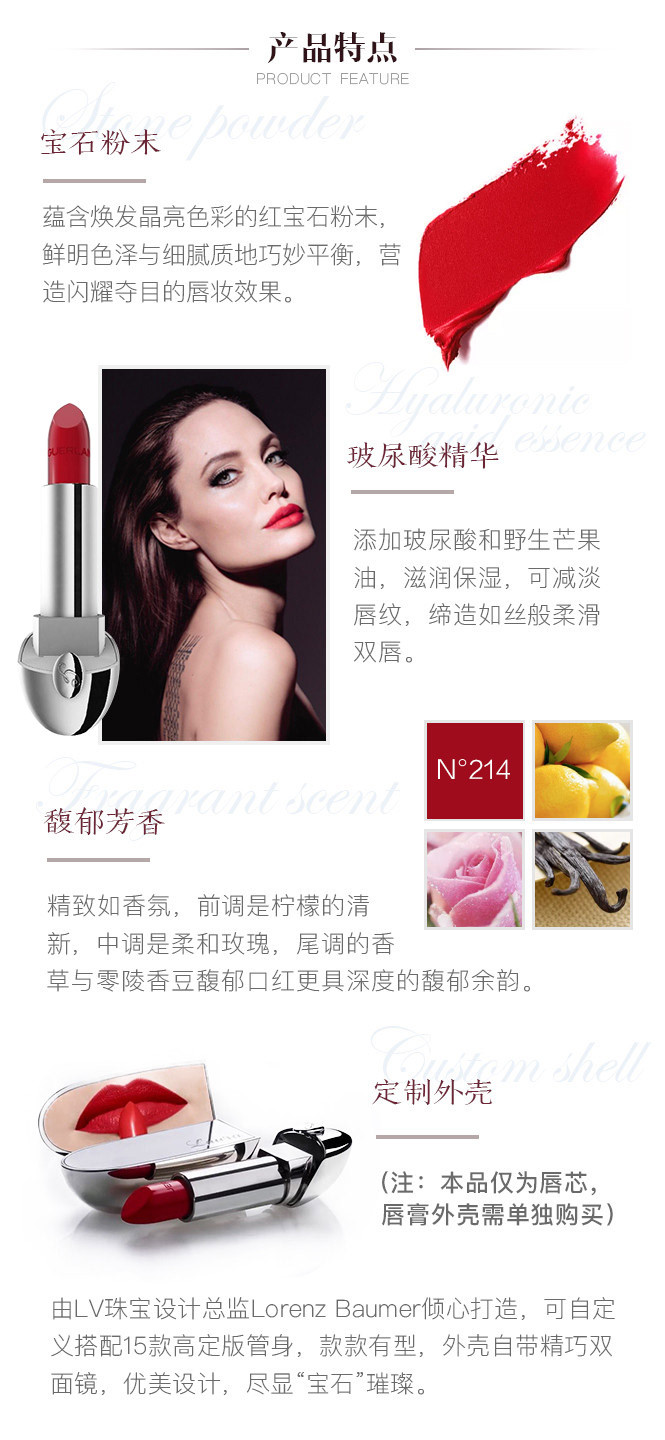 产品特点
PRODUCT FEATURE
Stone powder
宝石粉末
蕴含焕发晶亮色彩的红宝石粉末，
鲜明色泽与细腻质地巧妙平衡，营
造闪耀夺目的唇妆效果。
GUERLAIN
Hyaluronic
acid essence
玻尿酸精华
添加玻尿酸和野生芒果
油，滋润保湿，可减淡
唇纹，缔造如丝般柔滑
双唇。
N°214
Fragrant scent
馥郁芳香
精致如香氛，前调是柠檬的清
新，中调是柔和玫瑰，尾调的香
草与零陵香豆馥郁口红更具深度的馥郁余韵。
Custom shell
定制外壳
（注：本品仅为唇芯，
唇膏外壳需单独购买）
由LV珠宝设计总监Lorenz Baumer倾心打造，可自定
义搭配15款高定版管身，款款有型，外壳自带精巧双
面镜，优美设计，尽显“宝石”璀璨。